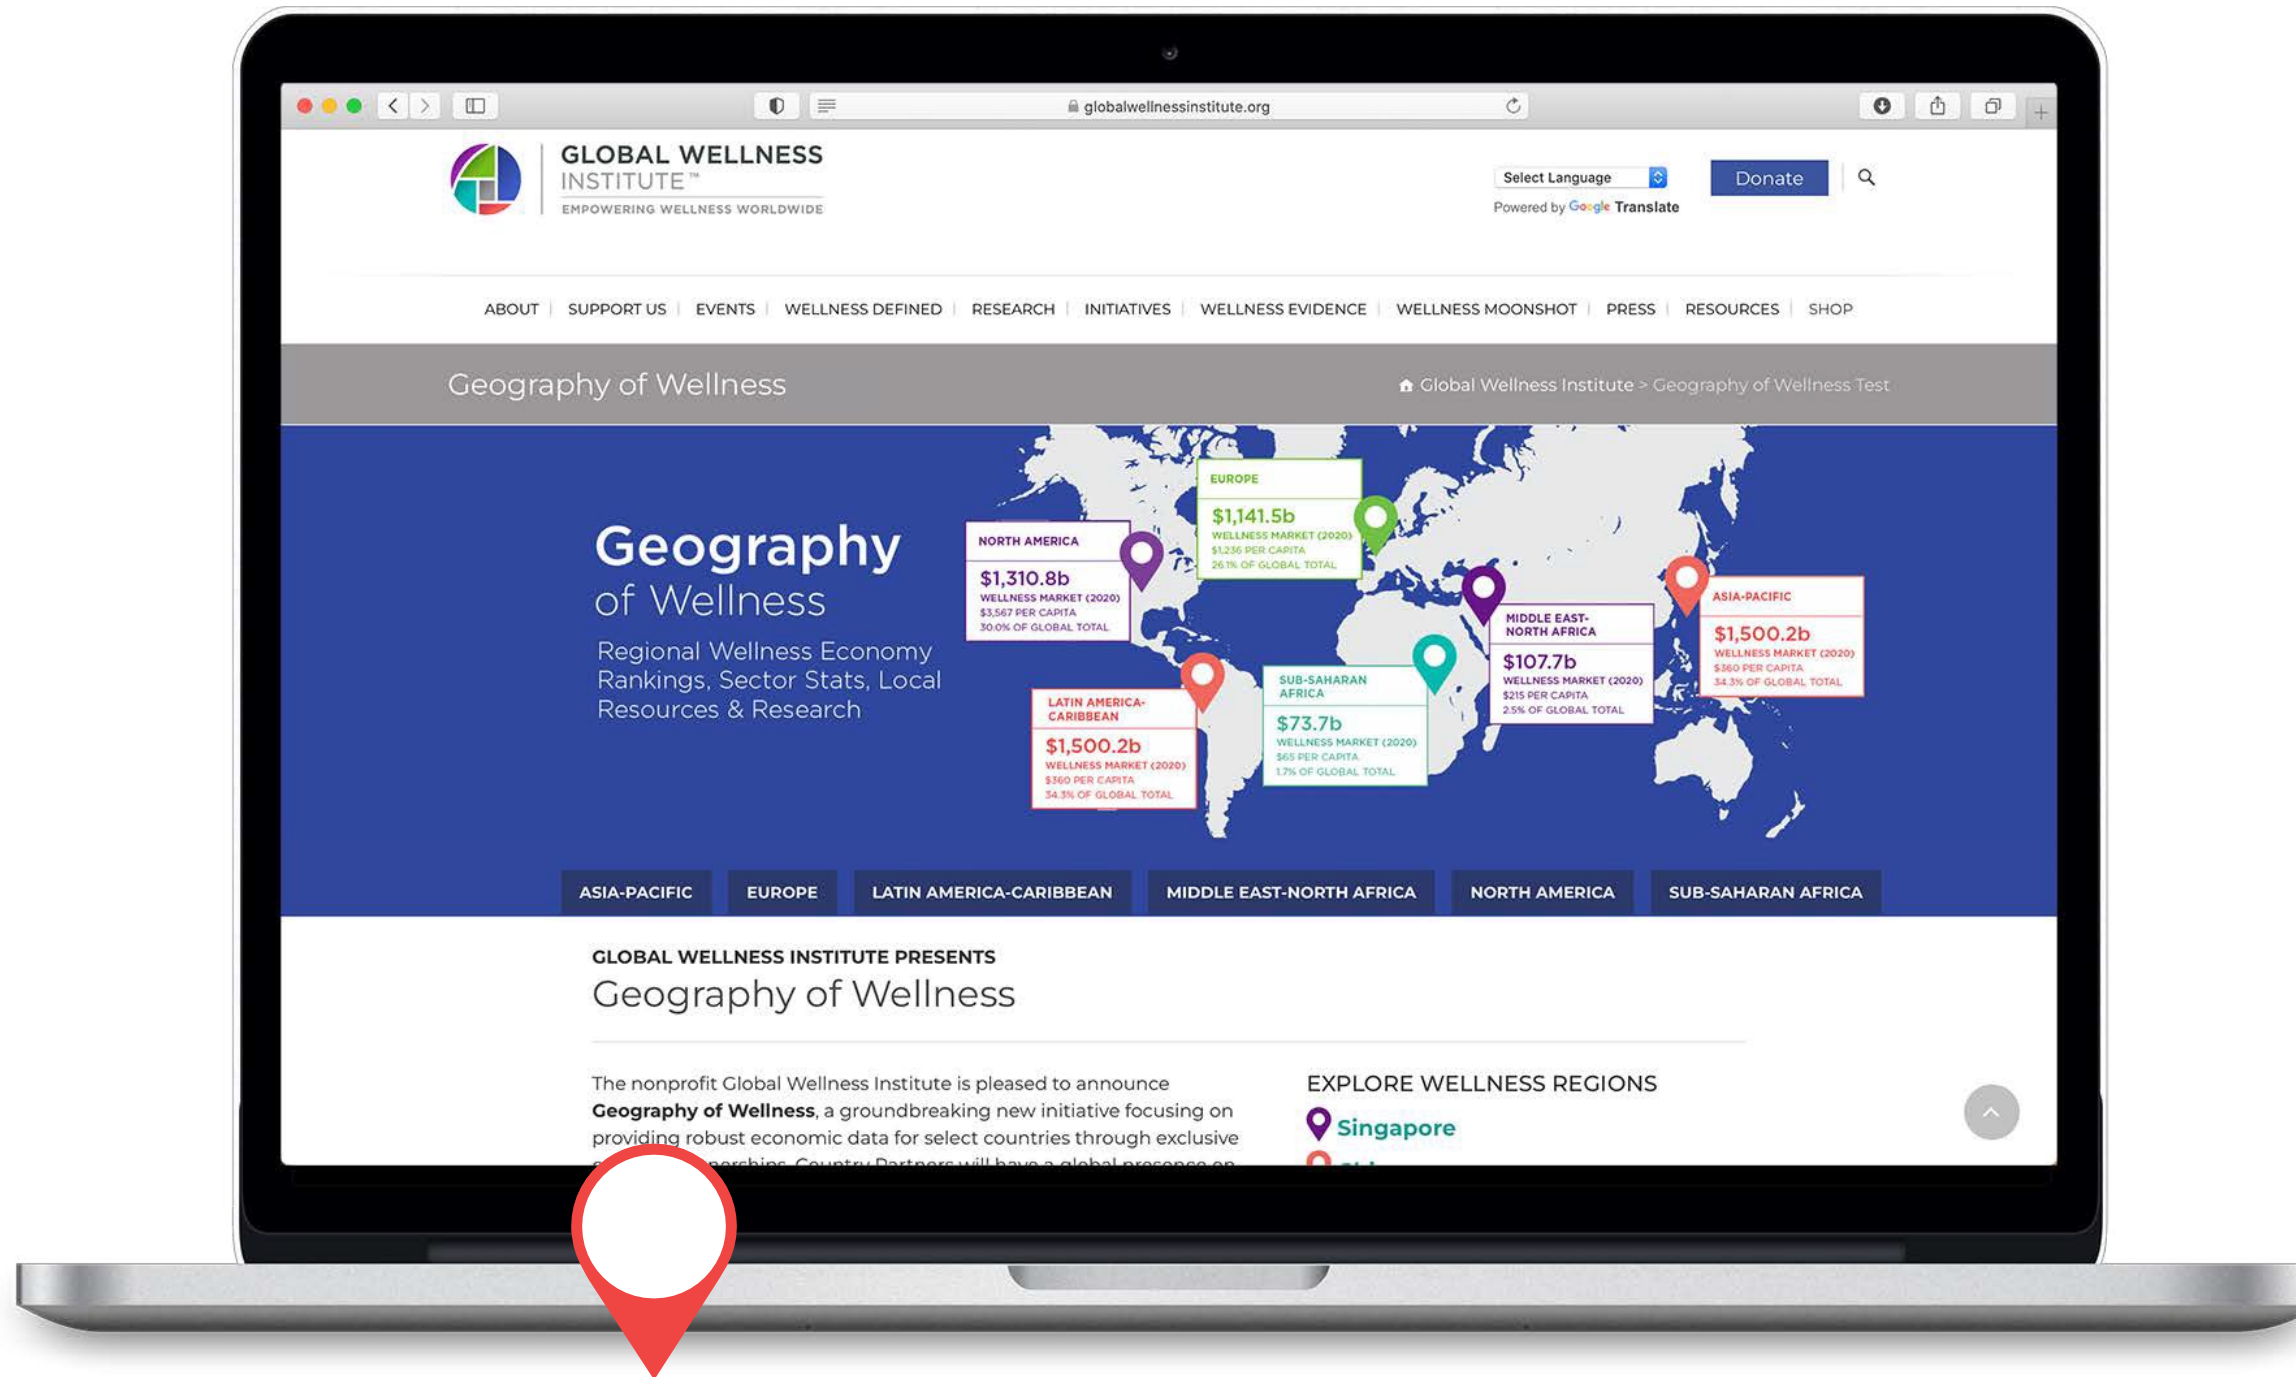 globalwellnessinstitute.org
GLOBAL WELLNESS
INSTITUTE™
EMPOWERING WELLNESS WORLDWIDE
Select Language
Powered by Google Translate
Donate
ABOUT | SUPPORT US | EVENTS | WELLNESS DEFINED | RESEARCH | INITIATIVES | WELLNESS EVIDENCE | WELLNESS MOONSHOT | PRESS | RESOURCES | SHOP
Geography of Wellness
Global Wellness Institute > Geography of Wellness Test
Geography
of Wellness
Regional Wellness Economy
Rankings, Sector Stats, Local
Resources & Research
NORTH AMERICA
$1,310.8b
WELLNESS MARKET (2020)
$3,567 PER CAPITA
30.0% OF GLOBAL TOTAL
EUROPE
$1,141.5b
WELLNESS MARKET (2020)
$1,236 PER CAPITA
26.1% OF GLOBAL TOTAL
LATIN AMERICA-
CARIBBEAN
$1,500.2b
WELLNESS MARKET (2020)
$360 PER CAPITA
34.3% OF GLOBAL TOTAL
SUB-SAHARAN
AFRICA
$73.7b
WELLNESS MARKET (2020)
$65 PER CAPITA
1.7% OF GLOBAL TOTAL
MIDDLE EAST-
NORTH AFRICA
$107.7b
WELLNESS MARKET (2020)
$215 PER CAPITA
2.5% OF GLOBAL TOTAL
ASIA-PACIFIC
$1,500.2b
WELLNESS MARKET (2020)
$360 PER CAPITA
34.3% OF GLOBAL TOTAL
ASIA-PACIFIC
EUROPE
LATIN AMERICA-CARIBBEAN
MIDDLE EAST-NORTH AFRICA
NORTH AMERICA
SUB-SAHARAN AFRICA
GLOBAL WELLNESS INSTITUTE PRESENTS
Geography of Wellness
The nonprofit Global Wellness Institute is pleased to announce
Geography of Wellness, a groundbreaking new initiative focusing on
providing robust economic data for select countries through exclusive
Country Partners will have a global presence on
EXPLORE WELLNESS REGIONS
Singapore